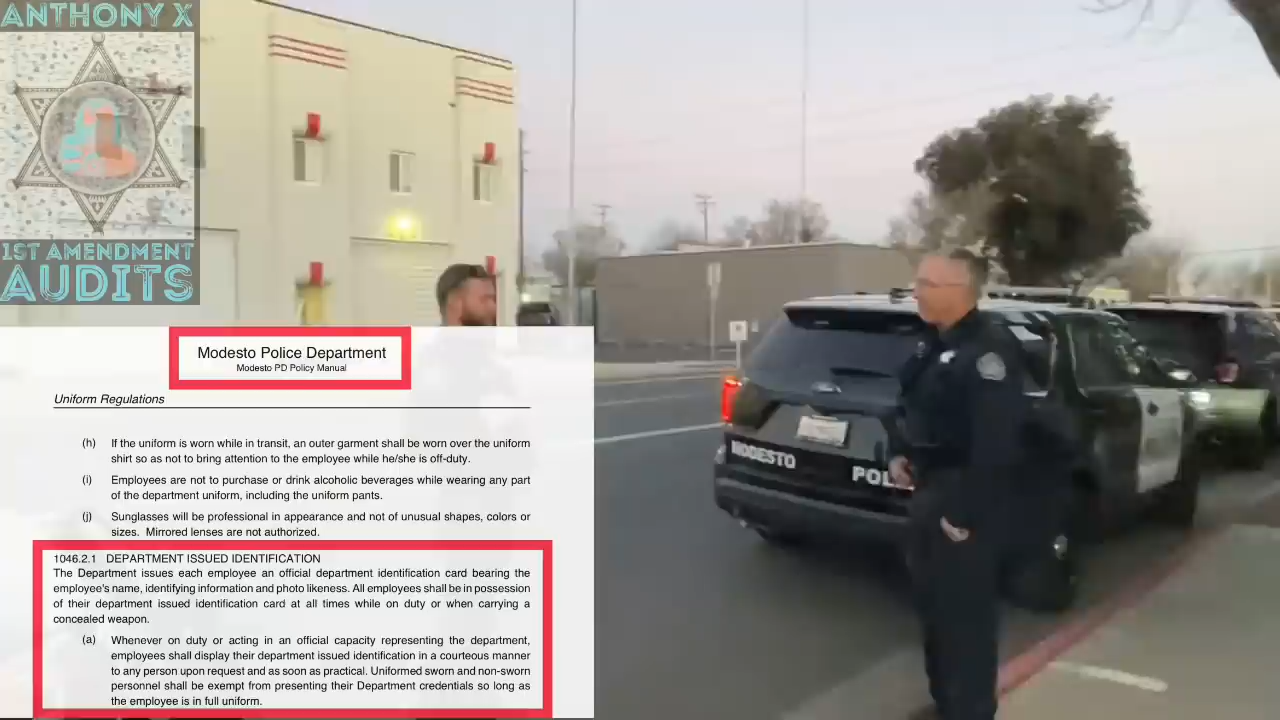 ANTHONY X
1ST AMENDMENT
AUDITS
Modesto Police Department
Modesto PD Policy Manual
Uniform Regulations
(h) If the uniform is worn while in transit, an outer garment shall be worn over the uniform
shirt so as not to bring attention to the employee while he/she is off-duty.
(i) Employees are not to purchase or drink alcoholic beverages while wearing any part
of the department uniform, including the uniform pants.
(j) Sunglasses will be professional in appearance and not of unusual shapes, colors or
sizes. Mirrored lenses are not authorized.
1046.2.1 DEPARTMENT ISSUED IDENTIFICATION
The Department issues each employee an official department identification card bearing the
employee's name, identifying information and photo likeness. All employees shall be in possession
of their department issued identification card at all times while on duty or when carrying a
concealed weapon.
(a) Whenever on duty or acting in an official capacity representing the department,
employees shall display their department issued identification in a courteous manner
to any person upon request and as soon as practical. Uniformed sworn and non-sworn
personnel shall be exempt from presenting their Department credentials so long as
the employee is in full uniform.
MODESTO